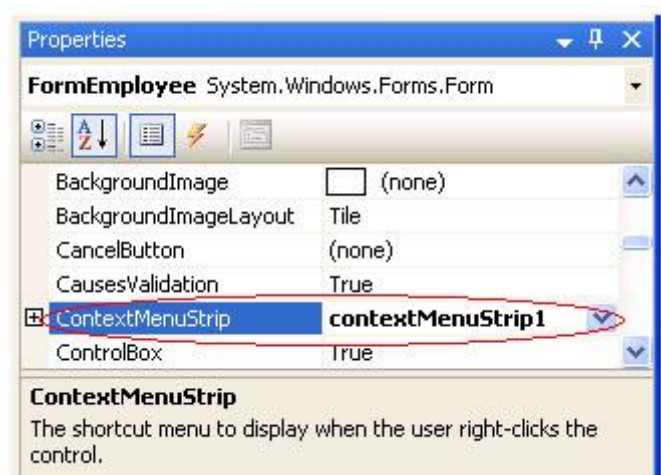 Properties
FormEmployee System.Windows.Forms.Form
A Z
BackgroundImage (none)
BackgroundImageLayout Tile
CancelButton (none)
CausesValidation True
ContextMenuStrip contextMenuStrip1
ControlBox True
ContextMenuStrip
The shortcut menu to display when the user right-clicks the
control.